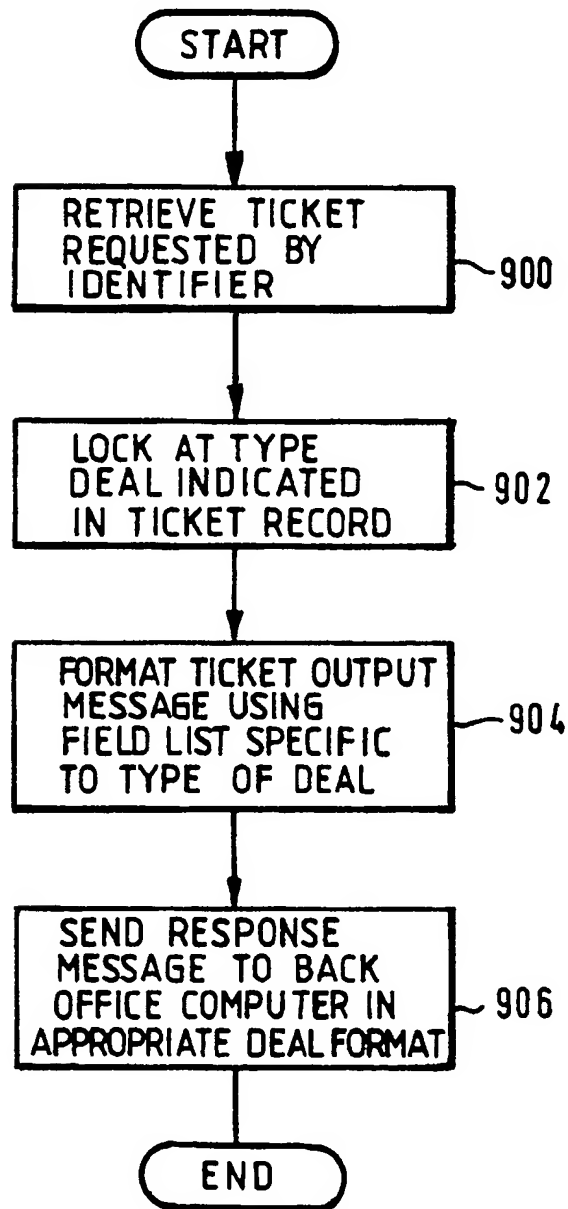 START
RETRIEVE TICKET
REQUESTED BY
IDENTIFIER
900
LOCK AT TYPE
DEAL INDICATED
IN TICKET RECORD
902
FORMAT TICKET OUTPUT
MESSAGE USING
FIELD LIST SPECIFIC
TO TYPE OF DEAL
904
SEND RESPONSE
MESSAGE TO BACK
OFFICE COMPUTER IN
APPROPRIATE DEAL FORMAT
906
END